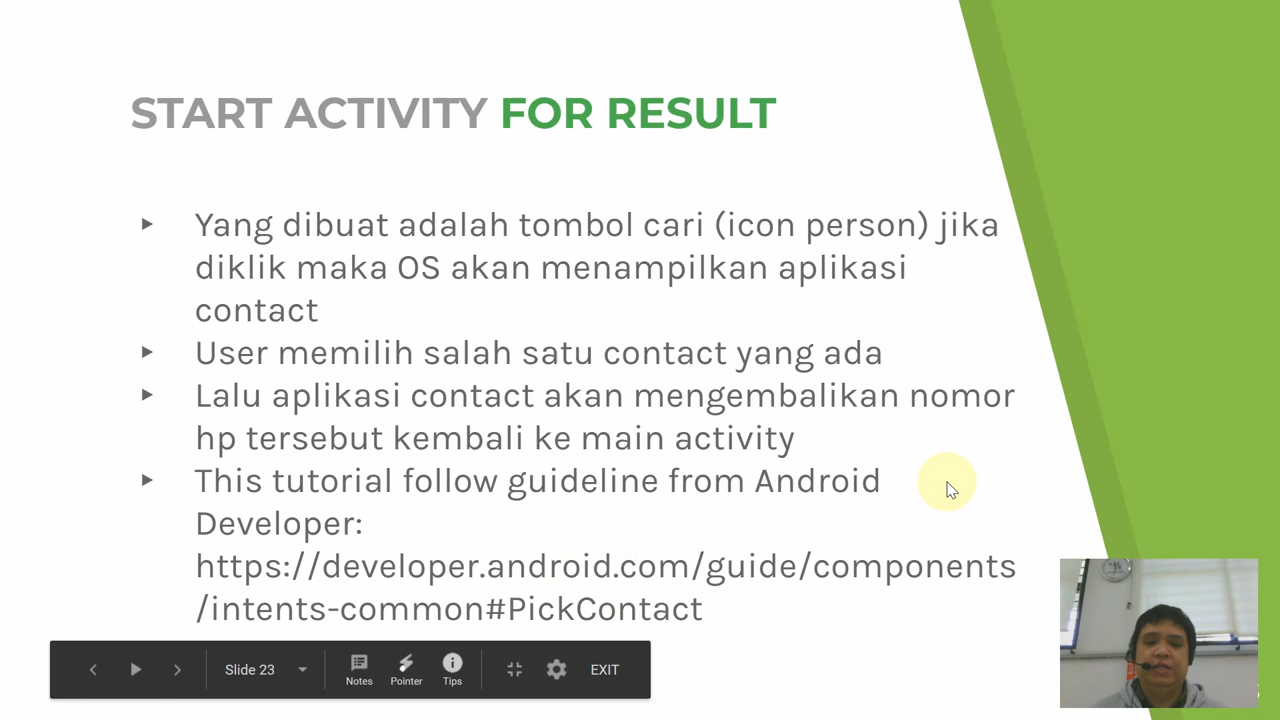 START ACTIVITY FOR RESULT
Yang dibuat adalah tombol cari (icon person) jika
diklik maka OS akan menampilkan aplikasi
contact
User memilih salah satu contact yang ada
Lalu aplikasi contact akan mengembalikan nomor
hp tersebut kembali ke main activity
This tutorial follow guideline from Android
Developer:
https://developer.android.com/guide/components
/intents-common#PickContact
Slide 23
Notes
Pointer
Tips
EXIT